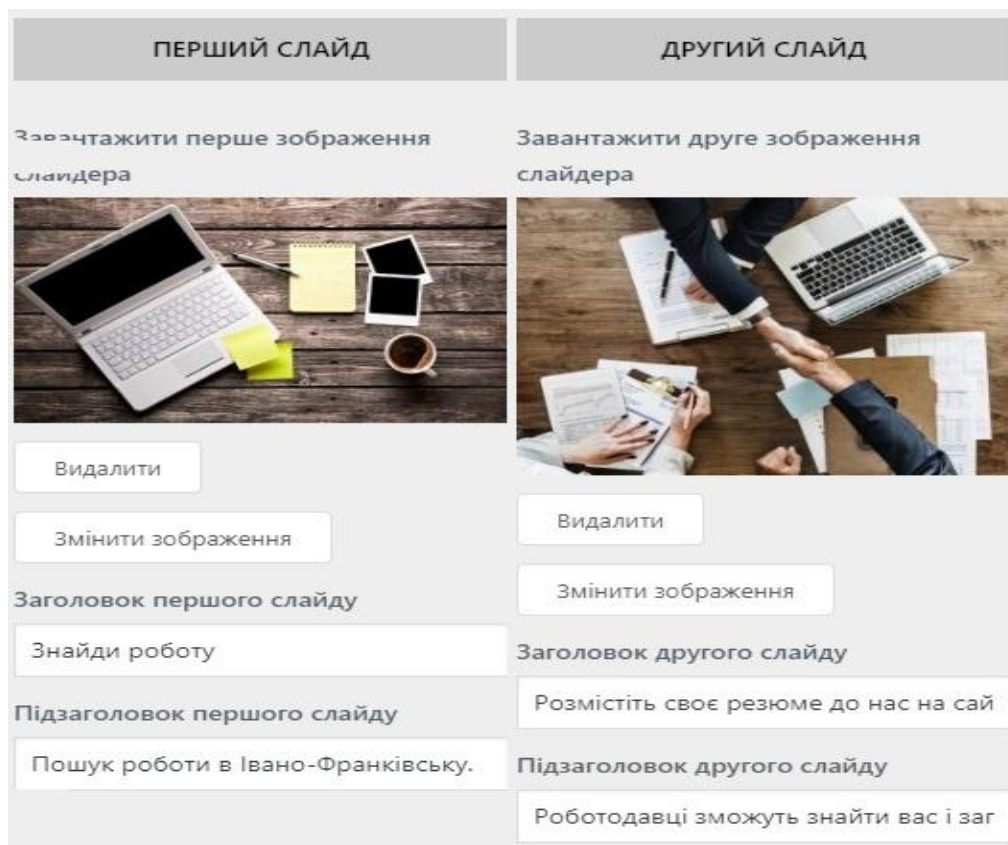 ПЕРШИЙ СЛАЙД
Завантажити перше зображення
слайдера
Видалити
Змінити зображення
Заголовок першого слайду
Знайди роботу
Підзаголовок першого слайду
Пошук роботи в Івано-Франківську.
ДРУГИЙ СЛАЙД
Завантажити друге зображення
слайдера
Видалити
Змінити зображення
Заголовок другого слайду
Розмістіть своє резюме до нас на сай
Підзаголовок другого слайду
Роботодавці зможуть знайти вас і заг